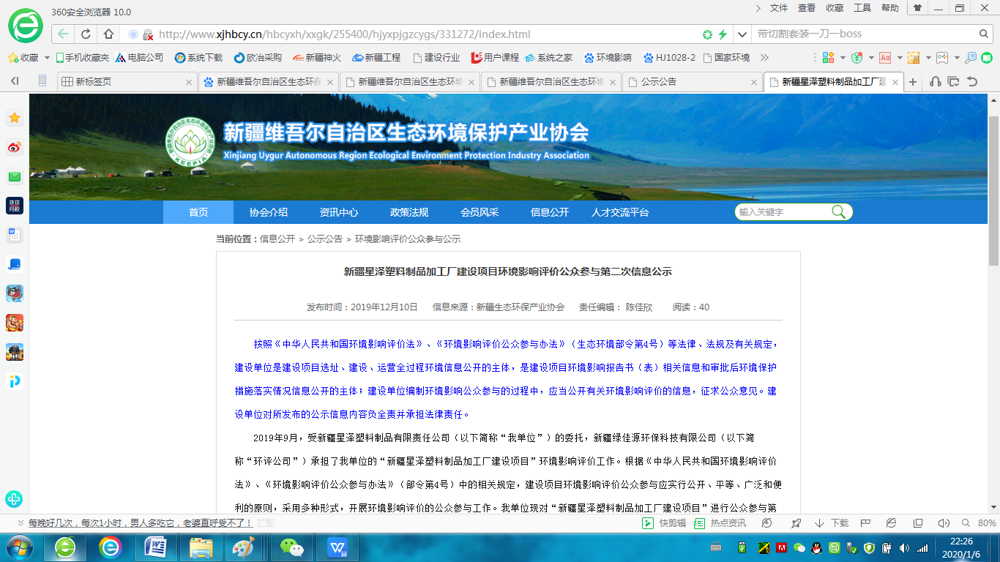 360安全浏览器 10.0
文件 查看 收藏 工具 帮助
http://www.xjhbcy.cn/hbcyxh/xxgk/255400/hjyxpjgzcygs/331272/index.html
带切割套装一刀一boss
收藏 手机收藏夹 电脑公司 系统下载 欧冶采购 新疆神火 新疆工程 建设行业 用户课程 系统之家 环境影响 HJ1028-2 国家环境
新标签页 新疆维吾尔自治区生态环保 新疆维吾尔自治区生态环境 新疆维吾尔自治区生态环境 公示公告 新疆星泽塑料制品加工厂建
新疆维吾尔自治区生态环境保护产业协会
Xinjiang Uygur Autonomous Region Ecological Environment Protection Industry Association
XEEPIA
首页 协会介绍 资讯中心 政策法规 会员风采 信息公开 人才交流平台 输入关键字
当前位置：信息公开 > 公示公告 > 环境影响评价公众参与公示
新疆星泽塑料制品加工厂建设项目环境影响评价公众参与第二次信息公示
发布时间：2019年12月10日 信息来源：新疆生态环保产业协会 责任编辑： 陈佳欣 阅读：40
按照《中华人民共和国环境影响评价法》、《环境影响评价公众参与办法》（生态环境部令第4号）等法律、法规及有关规定，
建设单位是建设项目选址、建设、运营全过程环境信息公开的主体，是建设项目环境影响报告书（表）相关信息和审批后环境保护
措施落实情况信息公开的主体；建设单位编制环境影响公众参与的过程中，应当公开有关环境影响评价的信息，征求公众意见。建
设单位对所发布的公示信息内容负全责并承担法律责任。
2019年9月，受新疆星泽塑料制品有限责任公司（以下简称“我单位”）的委托，新疆绿佳源环保科技有限公司（以下简
称“环评公司”）承担了我单位的“新疆星泽塑料制品加工厂建设项目”环境影响评价工作。根据《中华人民共和国环境影响评价
法》、《环境影响评价公众参与办法》（部令第4号）中的相关规定，建设项目环境影响评价公众参与应实行公开、平等、广泛和便
利的原则，采用多种形式，开展环境影响评价的公众参与工作。我单位现对“新疆星泽塑料制品加工厂建设项目”进行公众参与第
每晚好几次，每次1小时，男人多吃它，老婆直呼受不了！ 广告
快剪辑 热点资讯 下载 80%
22:26
2020/1/6